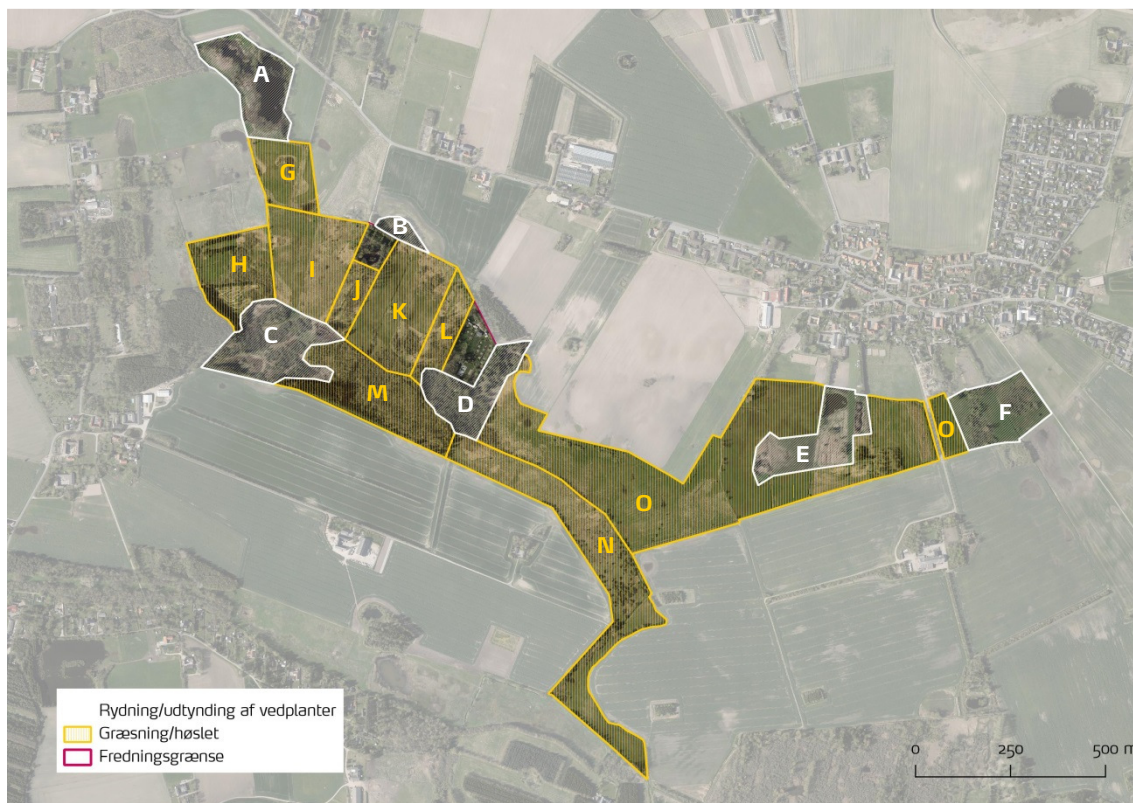 A
G
B
H
I
J
K
L
C
M
D
E
O
F
O
N
Rydning/udtynding af vedplanter
Græsning/høslet
Fredningsgrænse
0 250 500 m